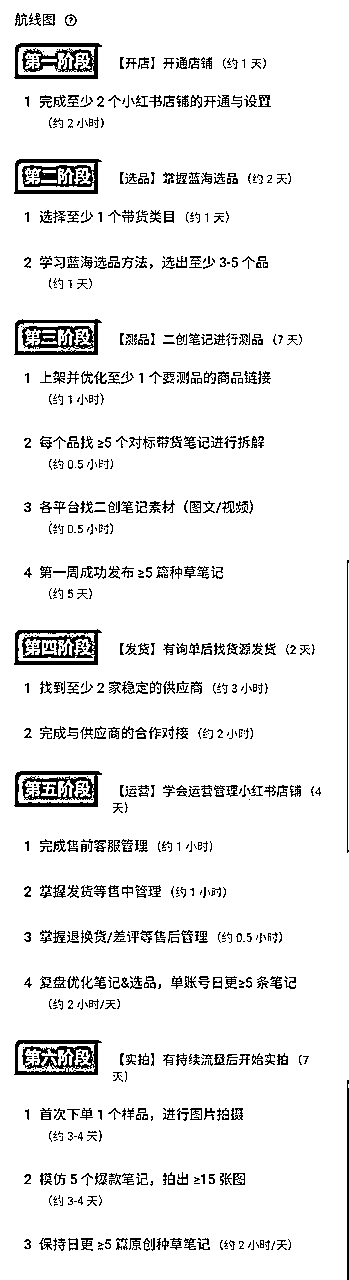 航线图 ?
第一阶段 【开店】开通店铺（约 1 天）
1 完成至少 2 个小红书店铺的开通与设置
（约 2 小时）
第二阶段 【选品】掌握蓝海选品（约 2 天）
1 选择至少 1 个带货类目（约 1 天）
2 学习蓝海选品方法，选出至少 3-5 个品
（约 1 天）
第三阶段 【测品】二创笔记进行测品（7 天）
1 上架并优化至少 1 个要测品的商品链接
（约 1 小时）
2 每个品找 ≥5 个对标带货笔记进行拆解
（约 0.5 小时）
3 各平台找二创笔记素材（图文/视频）
（约 0.5 小时）
4 第一周成功发布 ≥5 篇种草笔记
（约 5 天）
第四阶段 【发货】有询单后找货源发货（2 天）
1 找到至少 2 家稳定的供应商（约 3 小时）
2 完成与供应商的合作对接（约 2 小时）
第五阶段 【运营】学会运营管理小红书店铺（4
天）
1 完成售前客服管理（约 1 小时）
2 掌握发货等售中管理（约 1 小时）
3 掌握退换货/差评等售后管理（约 0.5 小时）
4 复盘优化笔记&选品，单账号日更≥5 条笔记
（约 2 小时/天）
第六阶段 【实拍】有持续流量后开始实拍（7
天）
1 首次下单 1 个样品，进行图片拍摄
（约 3-4 天）
2 模仿 5 个爆款笔记，拍出 ≥15 张图
（约 3-4 天）
3 保持日更 ≥5 篇原创种草笔记（约 2 小时/天）